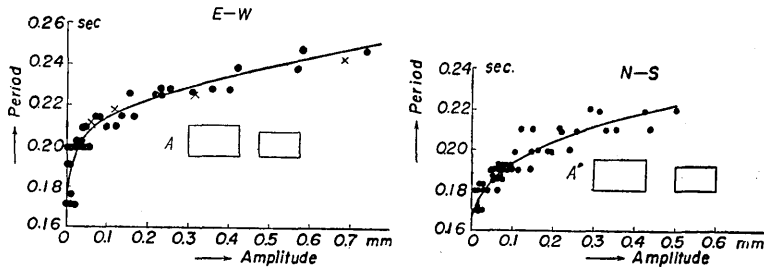 E-W
0.26 sec
0.24
0.22
0.20
0.18
0.16
→ Period
A
0 0.1 0.2 0.3 0.4 0.5 0.6 0.7 mm
→ Amplitude
N-S
0.24 sec.
0.22
0.20
0.18
0.16
→ Period
A'
0 0.1 0.2 0.3 0.4 0.5 0.6 mm
→ Amplitude